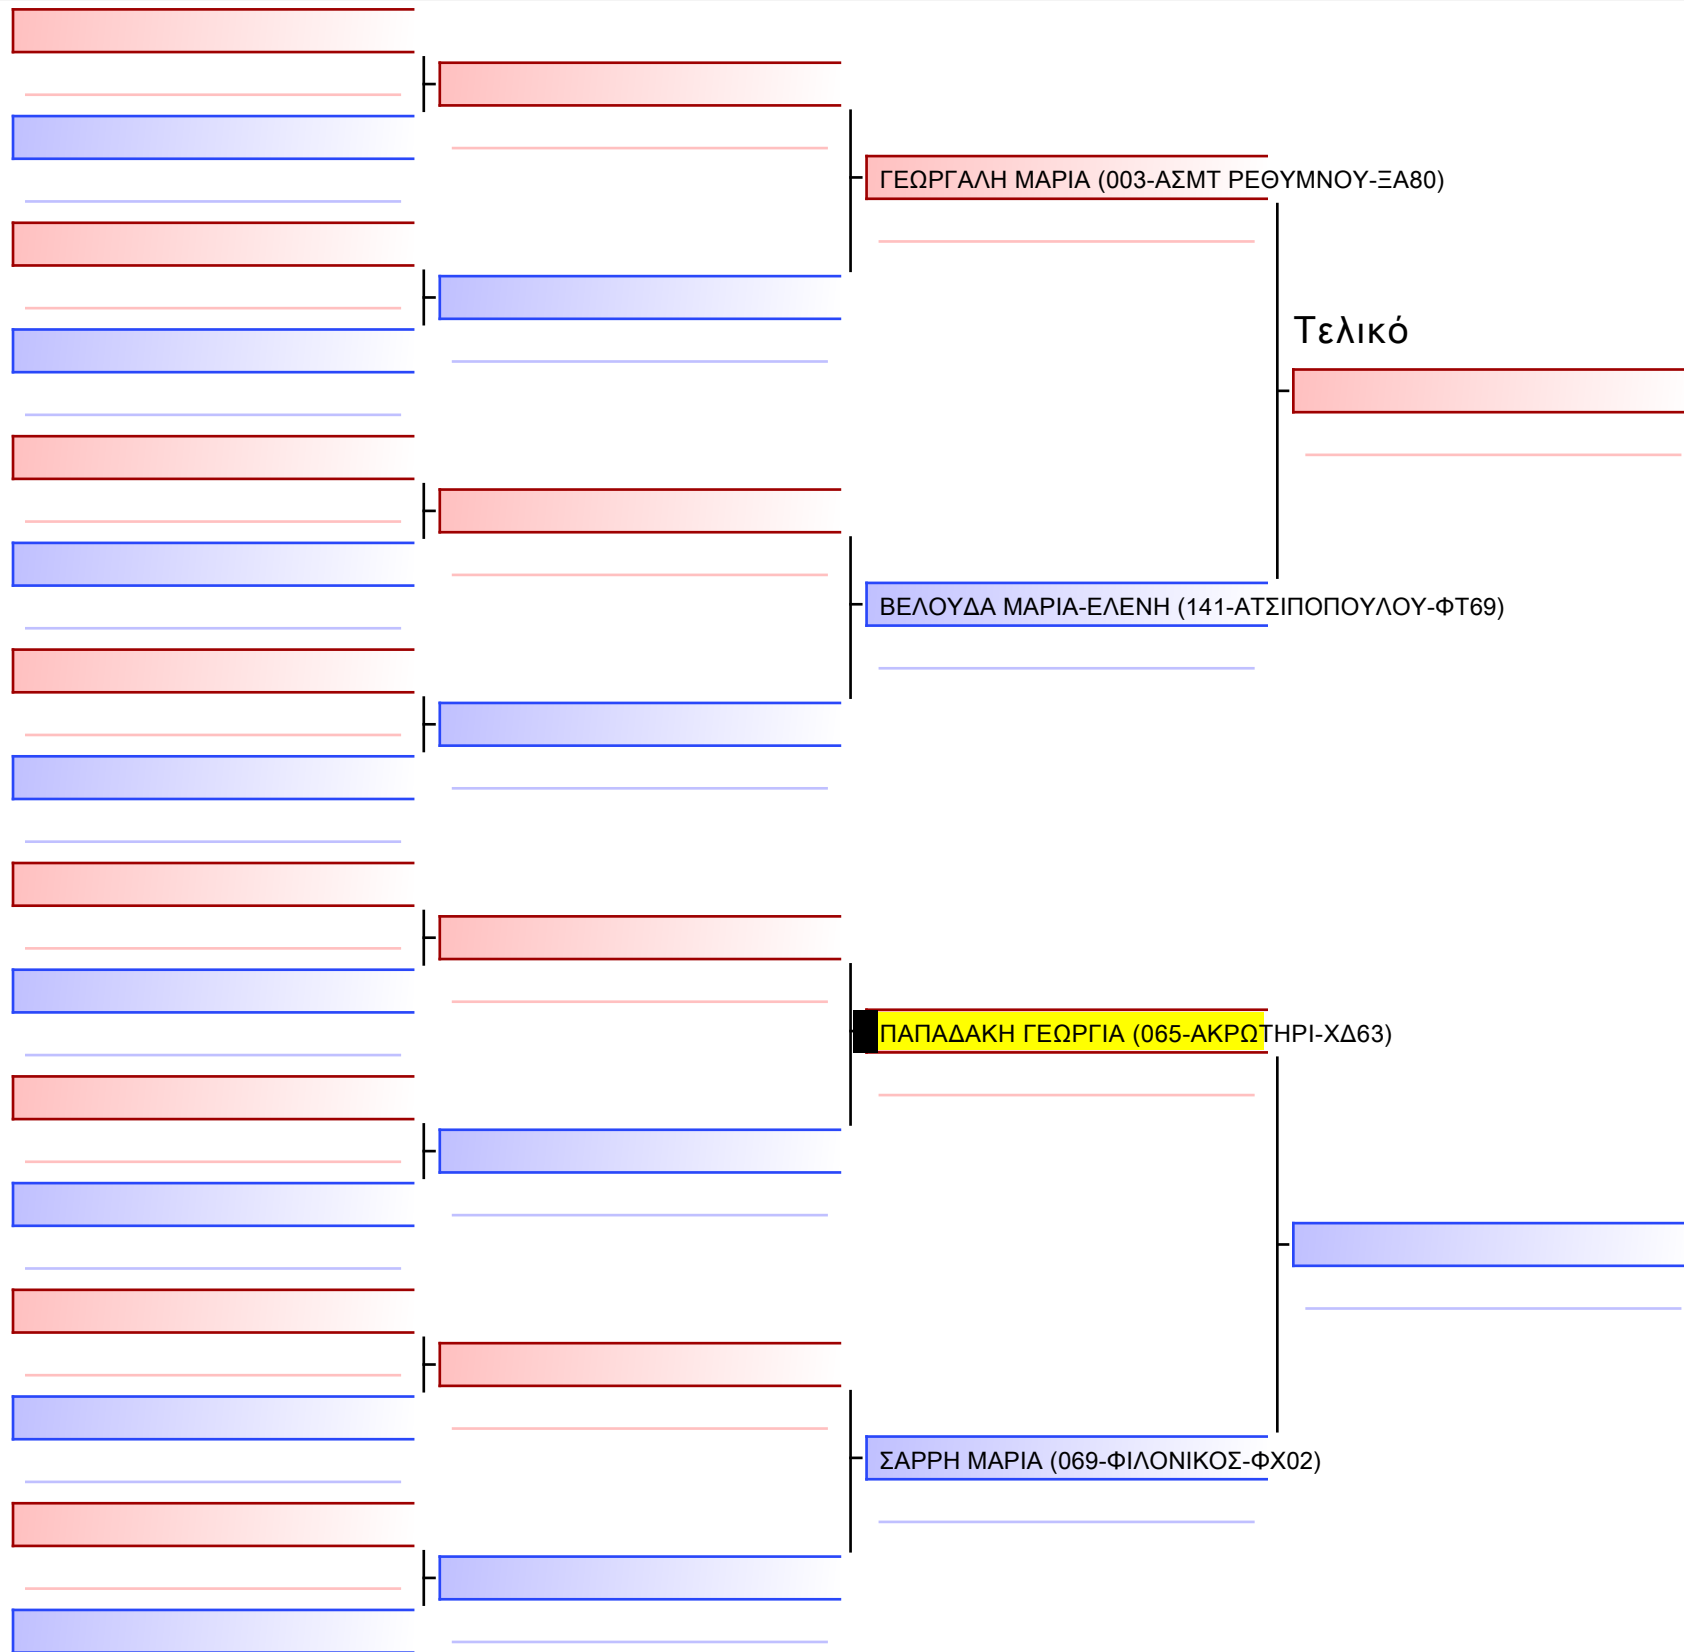 ΓΕΩΡΓΑΛΗ ΜΑΡΙΑ (003-ΑΣΜΤ ΡΕΘΥΜΝΟΥ-ΞΑ80)
Τελικό
ΒΕΛΟΥΔΑ ΜΑΡΙΑ-ΕΛΕΝΗ (141-ΑΤΣΙΠΟΠΟΥΛΟΥ-ΦΤ69)
ΠΑΠΑΔΑΚΗ ΓΕΩΡΓΙΑ (065-ΑΚΡΩΤΗΡΙ-ΧΔ63)
ΣΑΡΡΗ ΜΑΡΙΑ (069-ΦΙΛΟΝΙΚΟΣ-ΦΧ02)